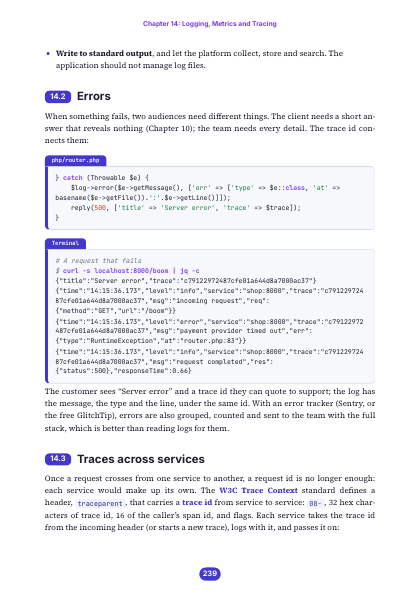 Chapter 14: Logging, Metrics and Tracing
• Write to standard output, and let the platform collect, store and search. The
application should not manage log files.
14.2 Errors
When something fails, two audiences need different things. The client needs a short an-
swer that reveals nothing (Chapter 10); the team needs every detail. The trace id con-
nects them:
php/router.php
} catch (Throwable $e) {
$log->error($e->getMessage(), ['err' => ['type' => $e::class, 'at' =>
basename($e->getFile()).':'.$e->getLine()]]);
reply(500, ['title' => 'Server error', 'trace' => $trace]);
}
Terminal
# A request that fails
$ curl -s localhost:8000/boom | jq -c
{"title":"Server error","trace":"c79122972487cfe01a644d8a7000ac37"}
{"time":"14:15:36.173","level":"info","service":"shop:8000","trace":"c791229724
87cfe01a644d8a7000ac37","msg":"incoming request","req":
{"method":"GET","url":"/boom"}}
{"time":"14:15:36.173","level":"error","service":"shop:8000","trace":"c79122972
487cfe01a644d8a7000ac37","msg":"payment provider timed out","err":
{"type":"RuntimeException","at":"router.php:83"}}
{"time":"14:15:36.173","level":"info","service":"shop:8000","trace":"c791229724
87cfe01a644d8a7000ac37","msg":"request completed","res":
{"status":500},"responseTime":0.66}
The customer sees “Server error” and a trace id they can quote to support; the log has
the message, the type and the line, under the same id. With an error tracker (Sentry, or
the free GlitchTip), errors are also grouped, counted and sent to the team with the full
stack, which is better than reading logs for them.
14.3 Traces across services
Once a request crosses from one service to another, a request id is no longer enough:
each service would make up its own. The W3C Trace Context standard defines a
header, traceparent, that carries a trace id from service to service: 00-, 32 hex char-
acters of trace id, 16 of the caller’s span id, and flags. Each service takes the trace id
from the incoming header (or starts a new trace), logs with it, and passes it on:
239